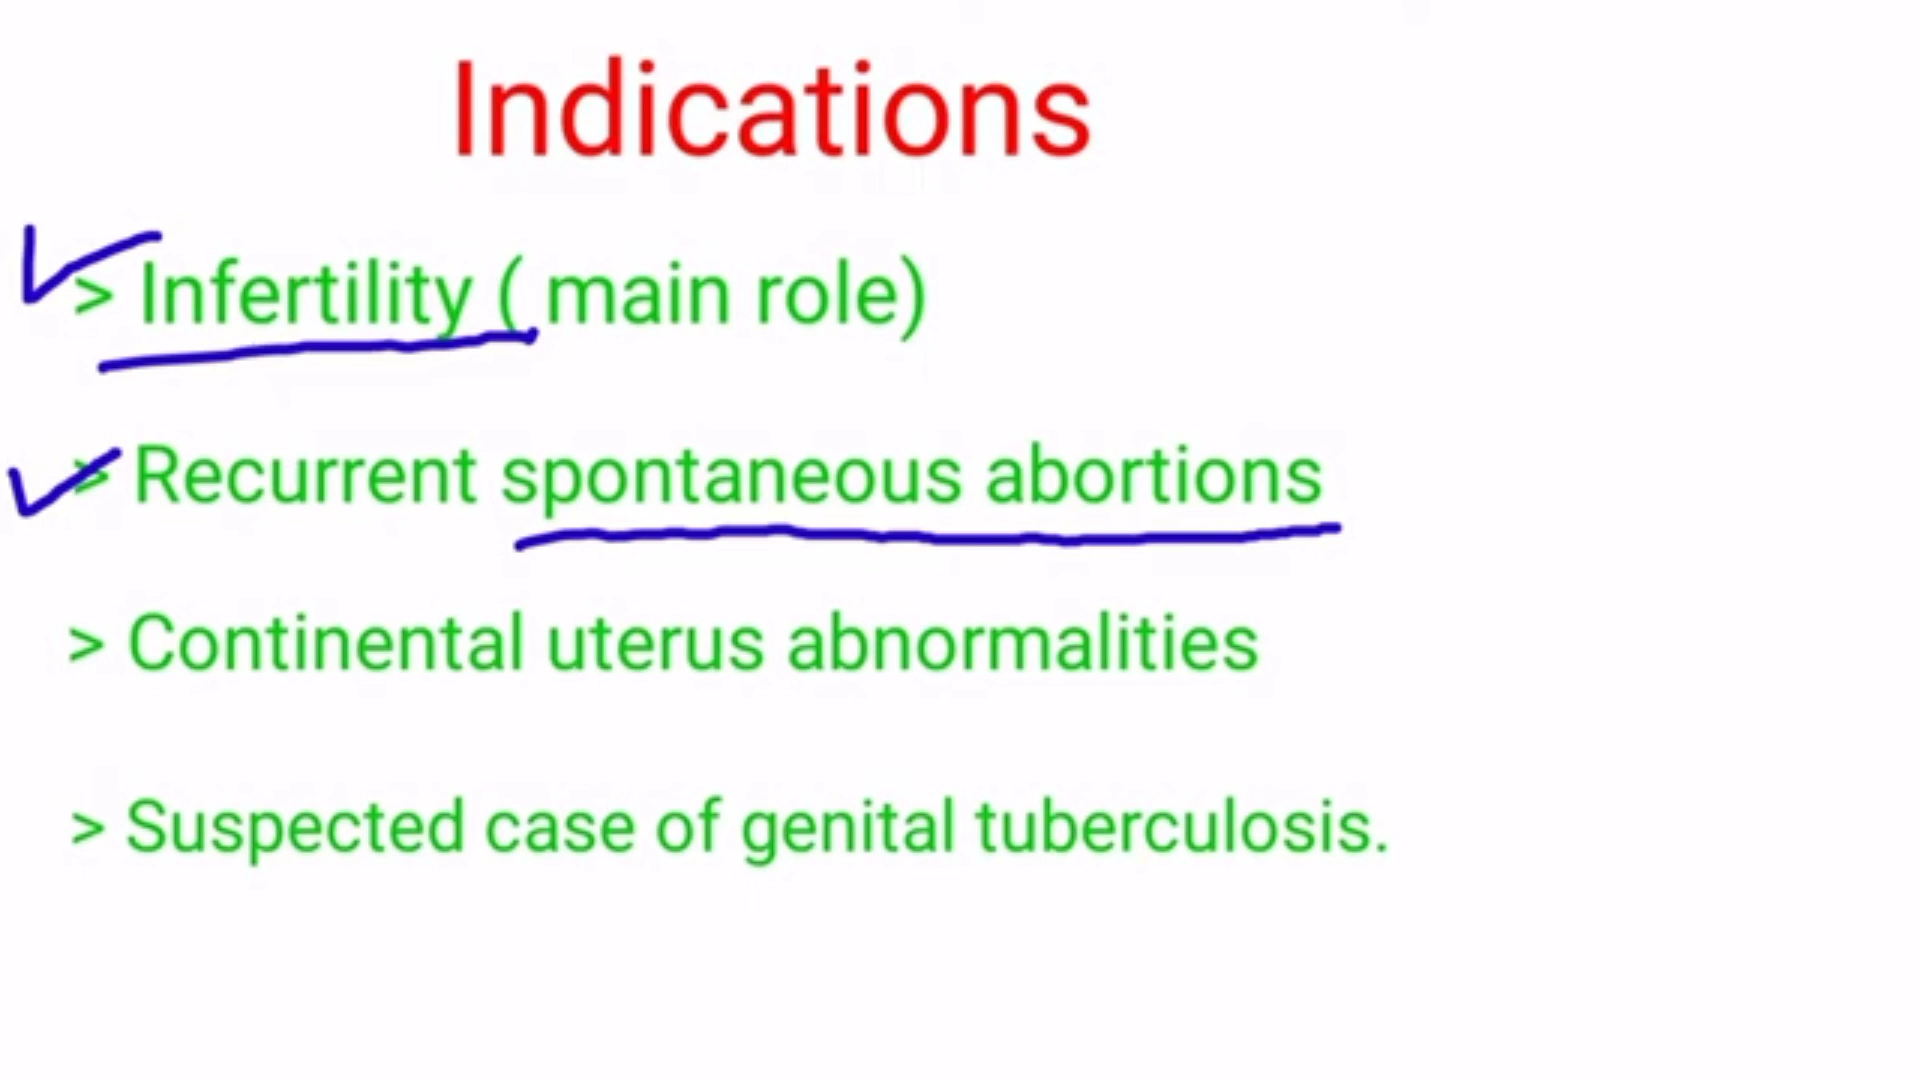 Indications
> Infertility ( main role)
> Recurrent spontaneous abortions
> Continental uterus abnormalities
> Suspected case of genital tuberculosis.